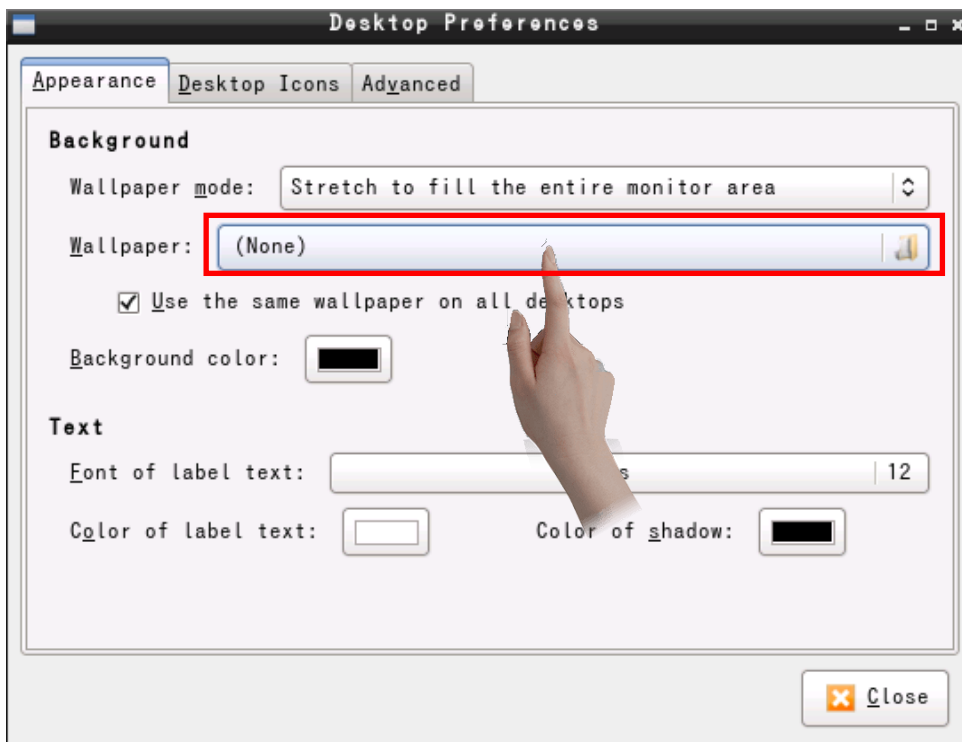 Desktop Preferences
Appearance
Desktop Icons
Advanced
Background
Wallpaper mode: Stretch to fill the entire monitor area
Wallpaper: (None)
Use the same wallpaper on all desktops
Background color:
Text
Font of label text: 12
Color of label text: Color of shadow:
Close